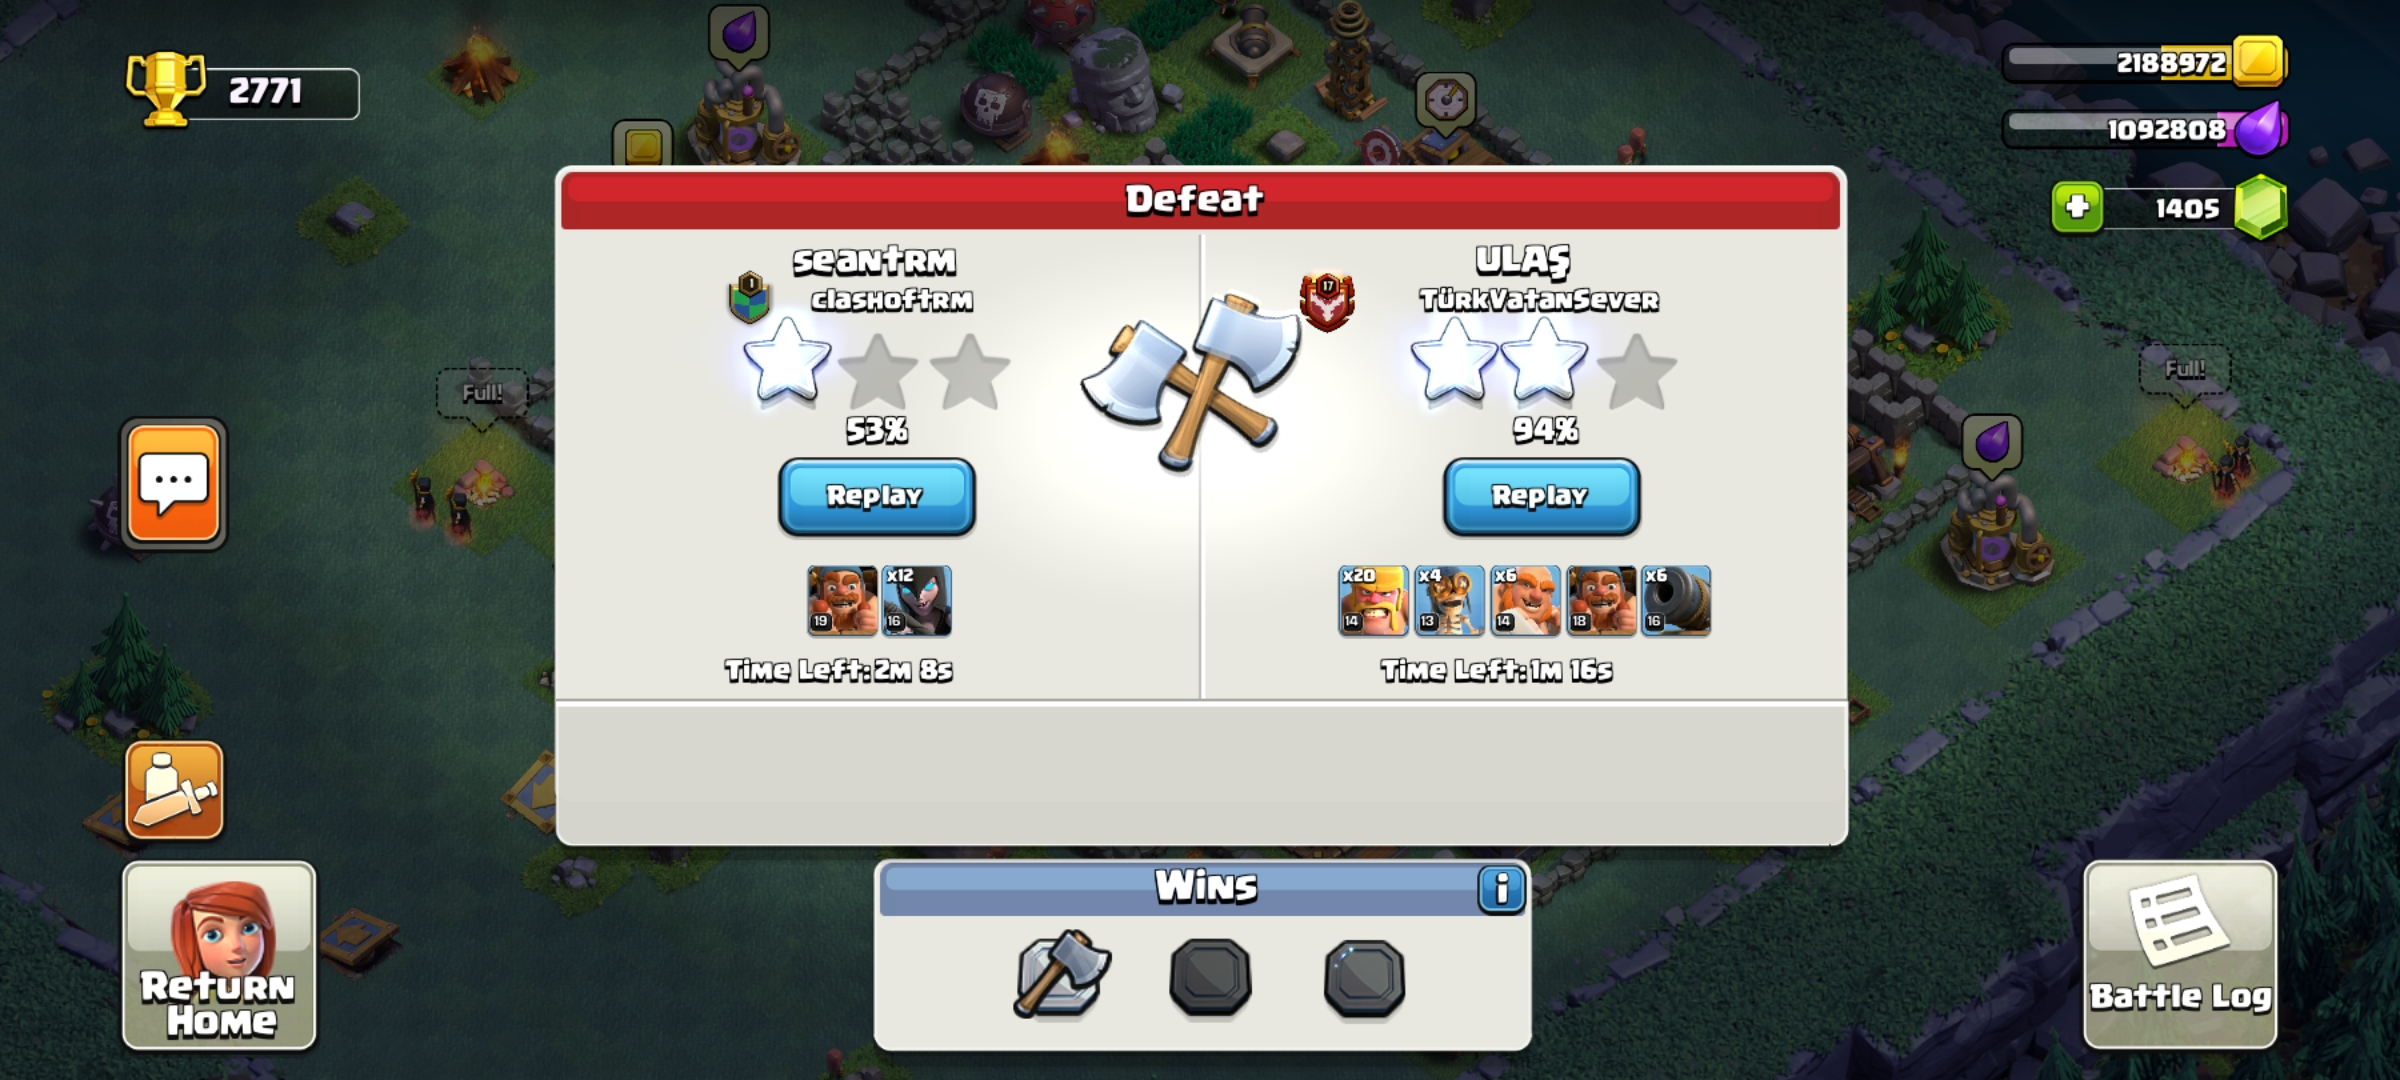 2771
2188972
1092808
1405
Defeat
seantrm
clashoftrm
1
53%
Replay
19
x12
16
Time Left: 2m 8s
ULAŞ
TürkVatanSever
17
94%
Replay
x20
14
x4
13
x6
14
18
x6
16
Time Left: 1m 16s
Full!
Full!
Wins
i
Return
Home
Battle Log